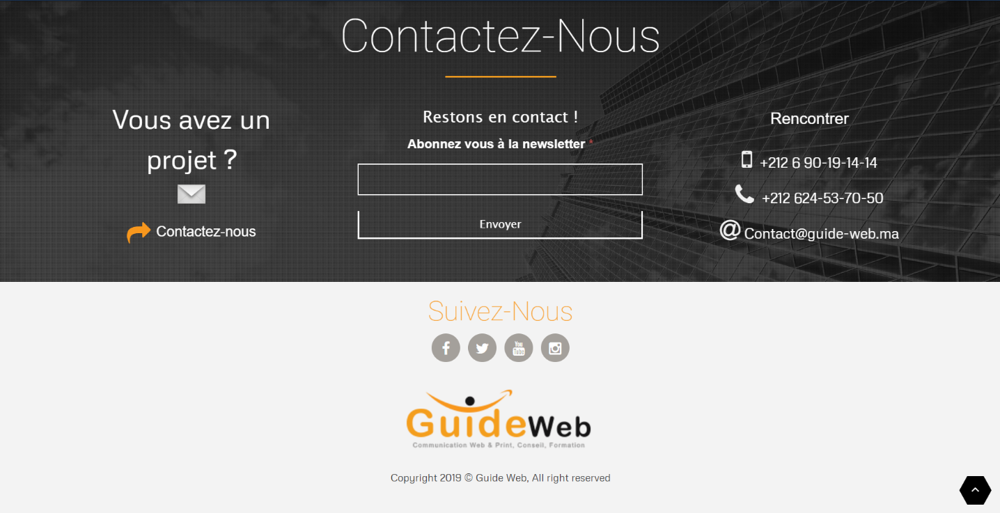 Contactez-Nous
Vous avez un
projet ?
Contactez-nous
Restons en contact !
Abonnez vous à la newsletter *
Envoyer
Rencontrer
+212 6 90-19-14-14
+212 624-53-70-50
@ Contact@guide-web.ma
Suivez-Nous
You Tube
GuideWeb
Communication Web & Print, Conseil, Formation
Copyright 2019 © Guide Web, All right reserved